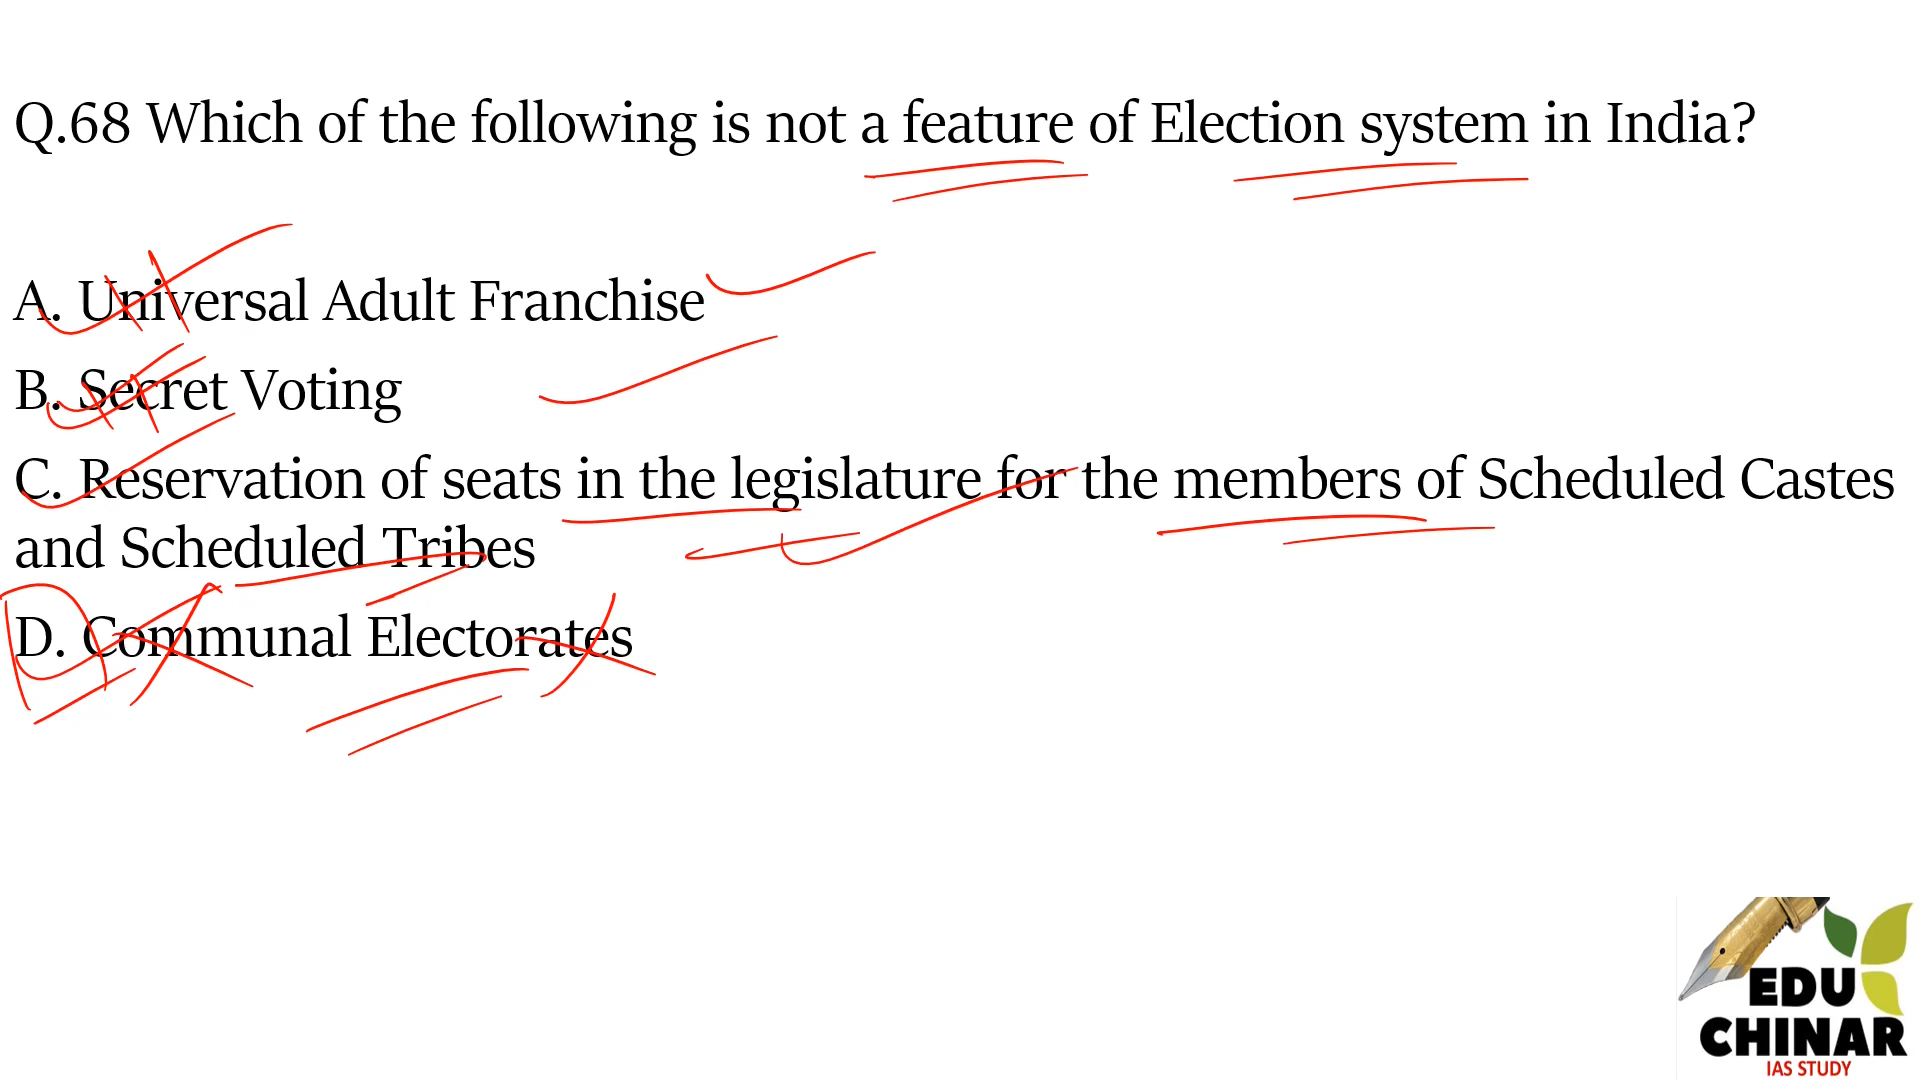 Q.68 Which of the following is not a feature of Election system in India?
A. Universal Adult Franchise
B. Secret Voting
C. Reservation of seats in the legislature for the members of Scheduled Castes
and Scheduled Tribes
D. Communal Electorates
EDU
CHINAR
IAS STUDY